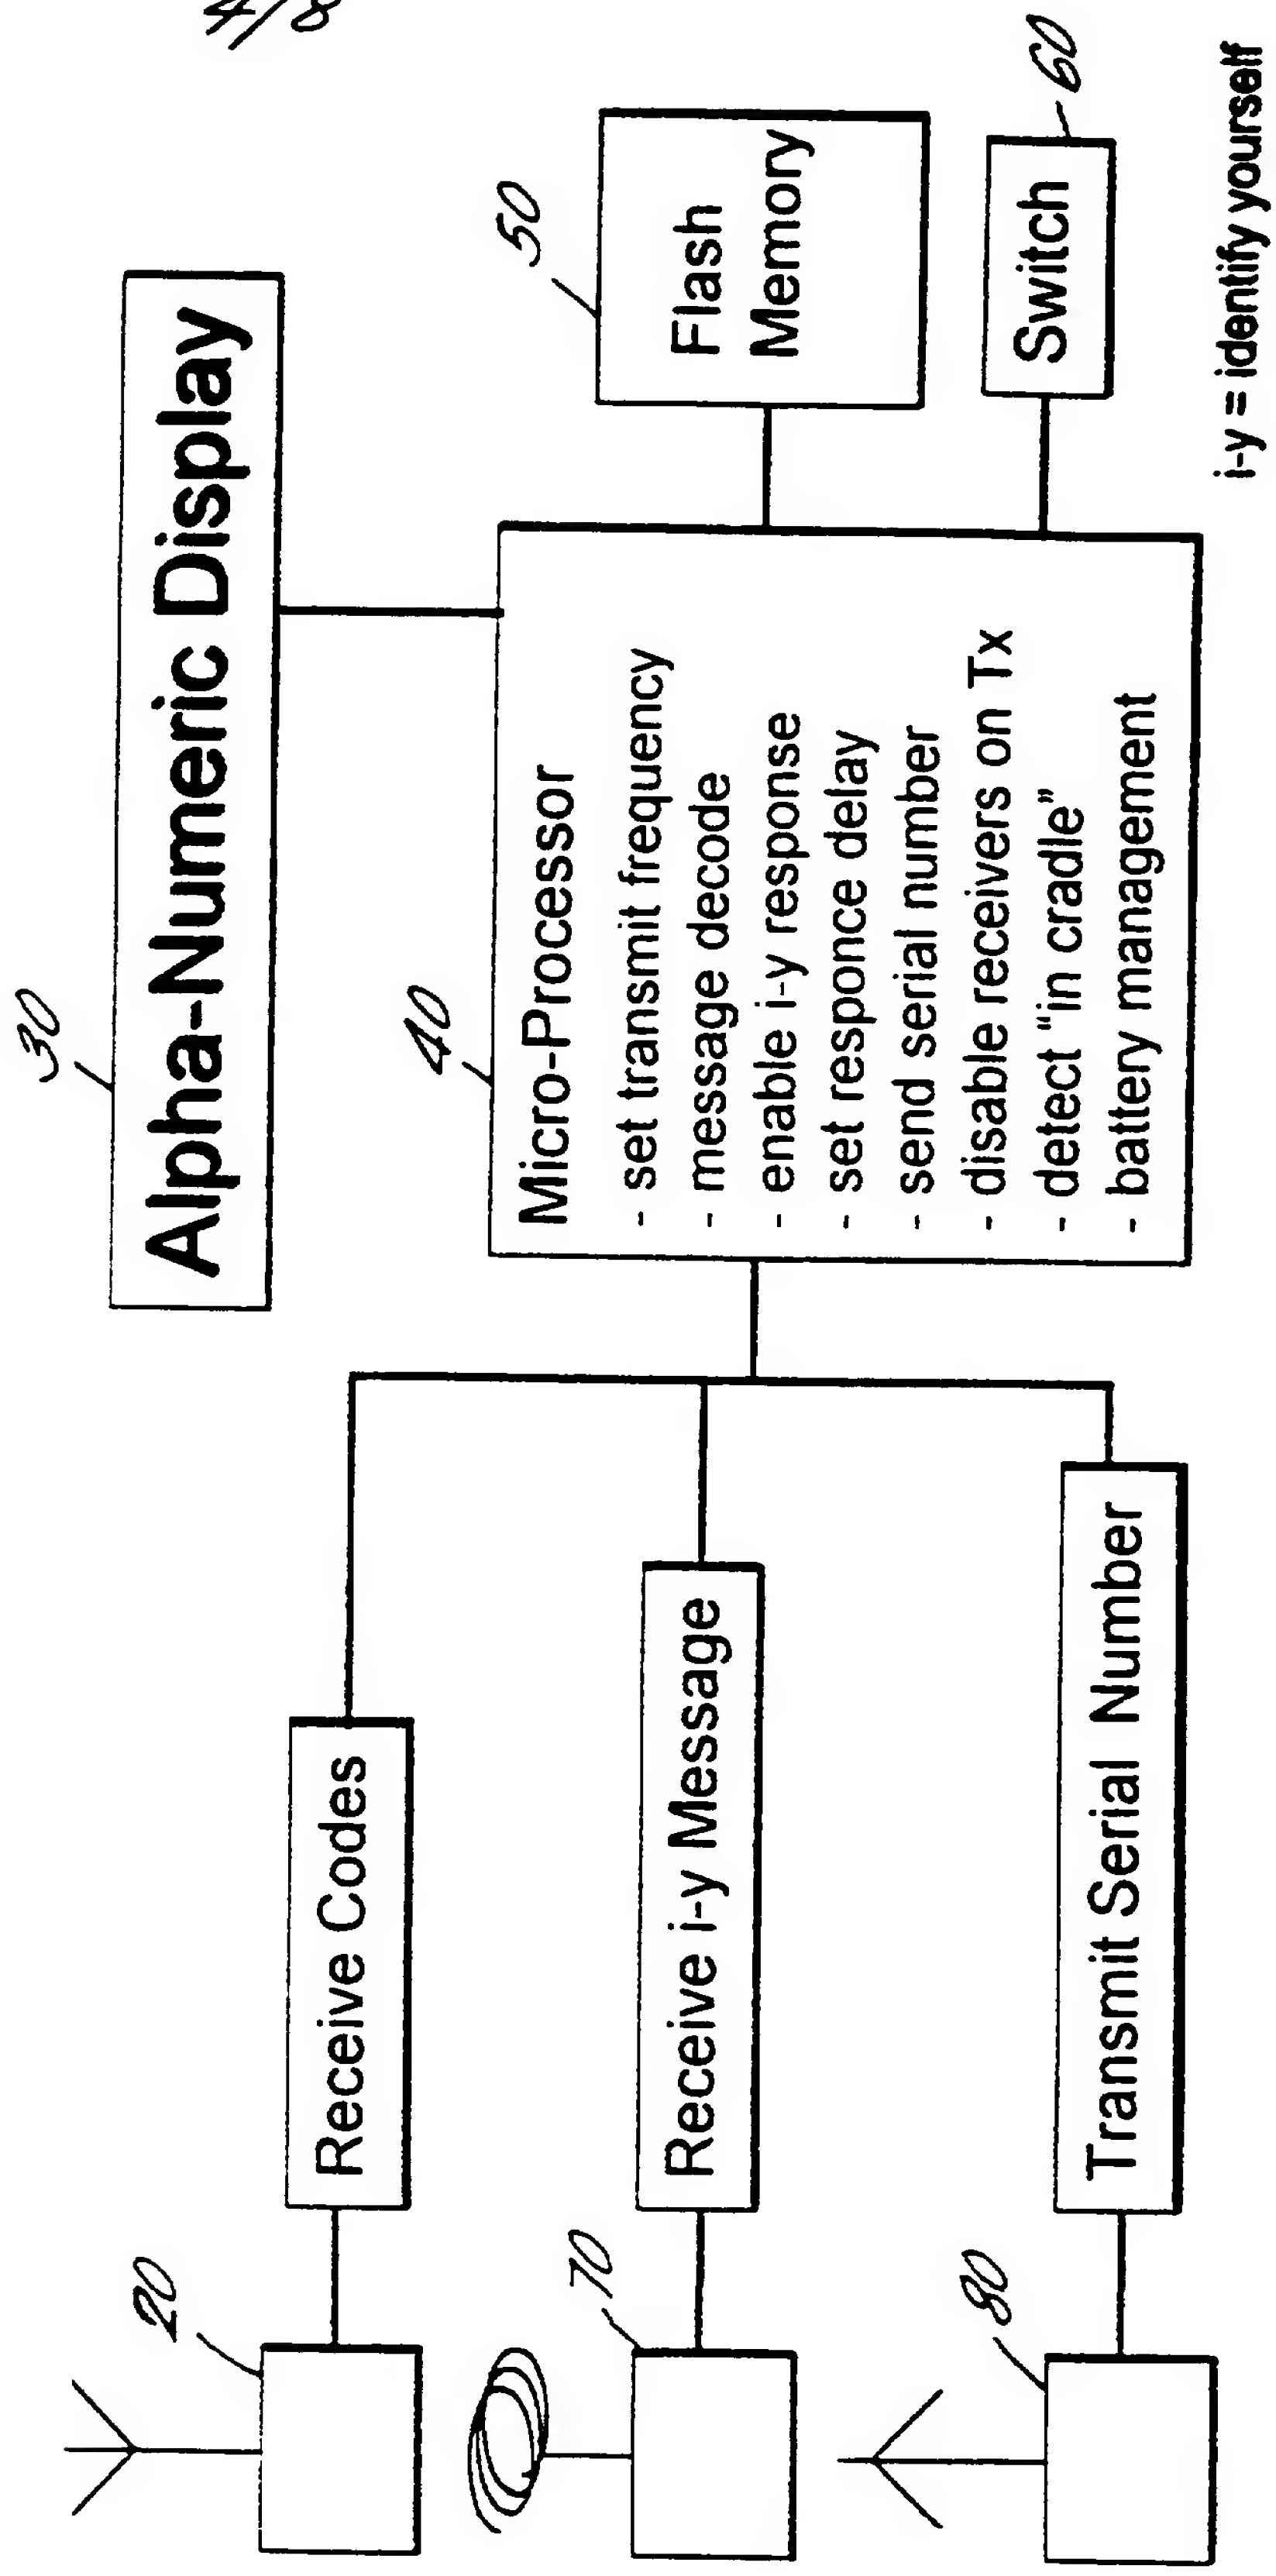 4/8
30
Alpha-Numeric Display
20
Receive Codes
40
Micro-Processor
- set transmit frequency
- message decode
- enable i-y response
- set responce delay
- send serial number
- disable receivers on Tx
- detect "in cradle"
- battery management
50
Flash
Memory
70
Receive i-y Message
60
Switch
80
Transmit Serial Number
i-y = identify yourself